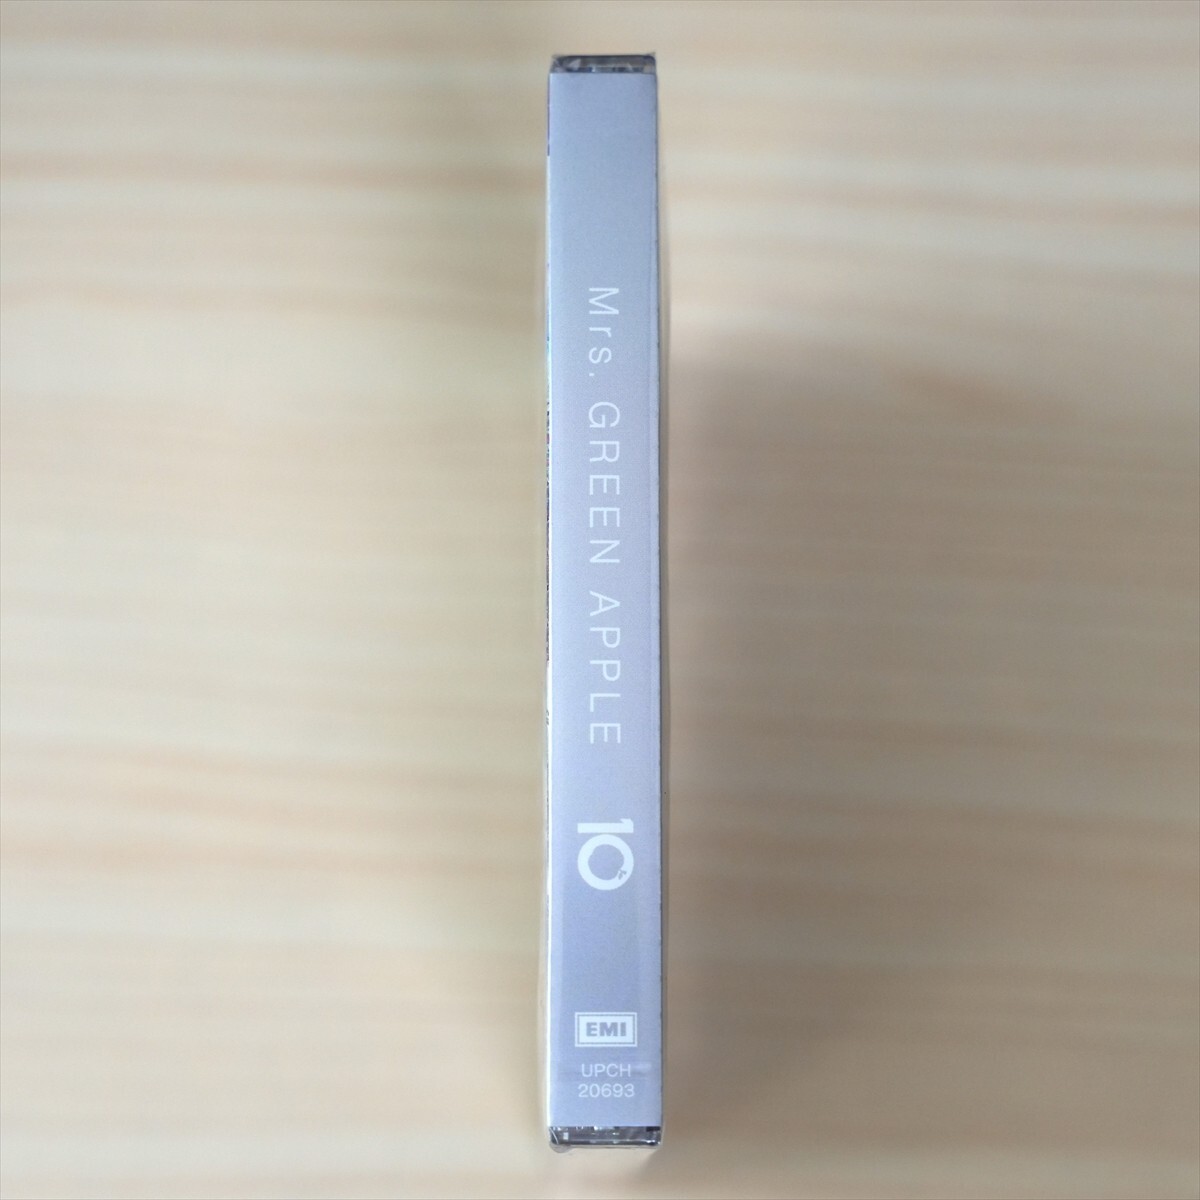 Mrs. GREEN APPLE
10
EMI
UPCH
20693